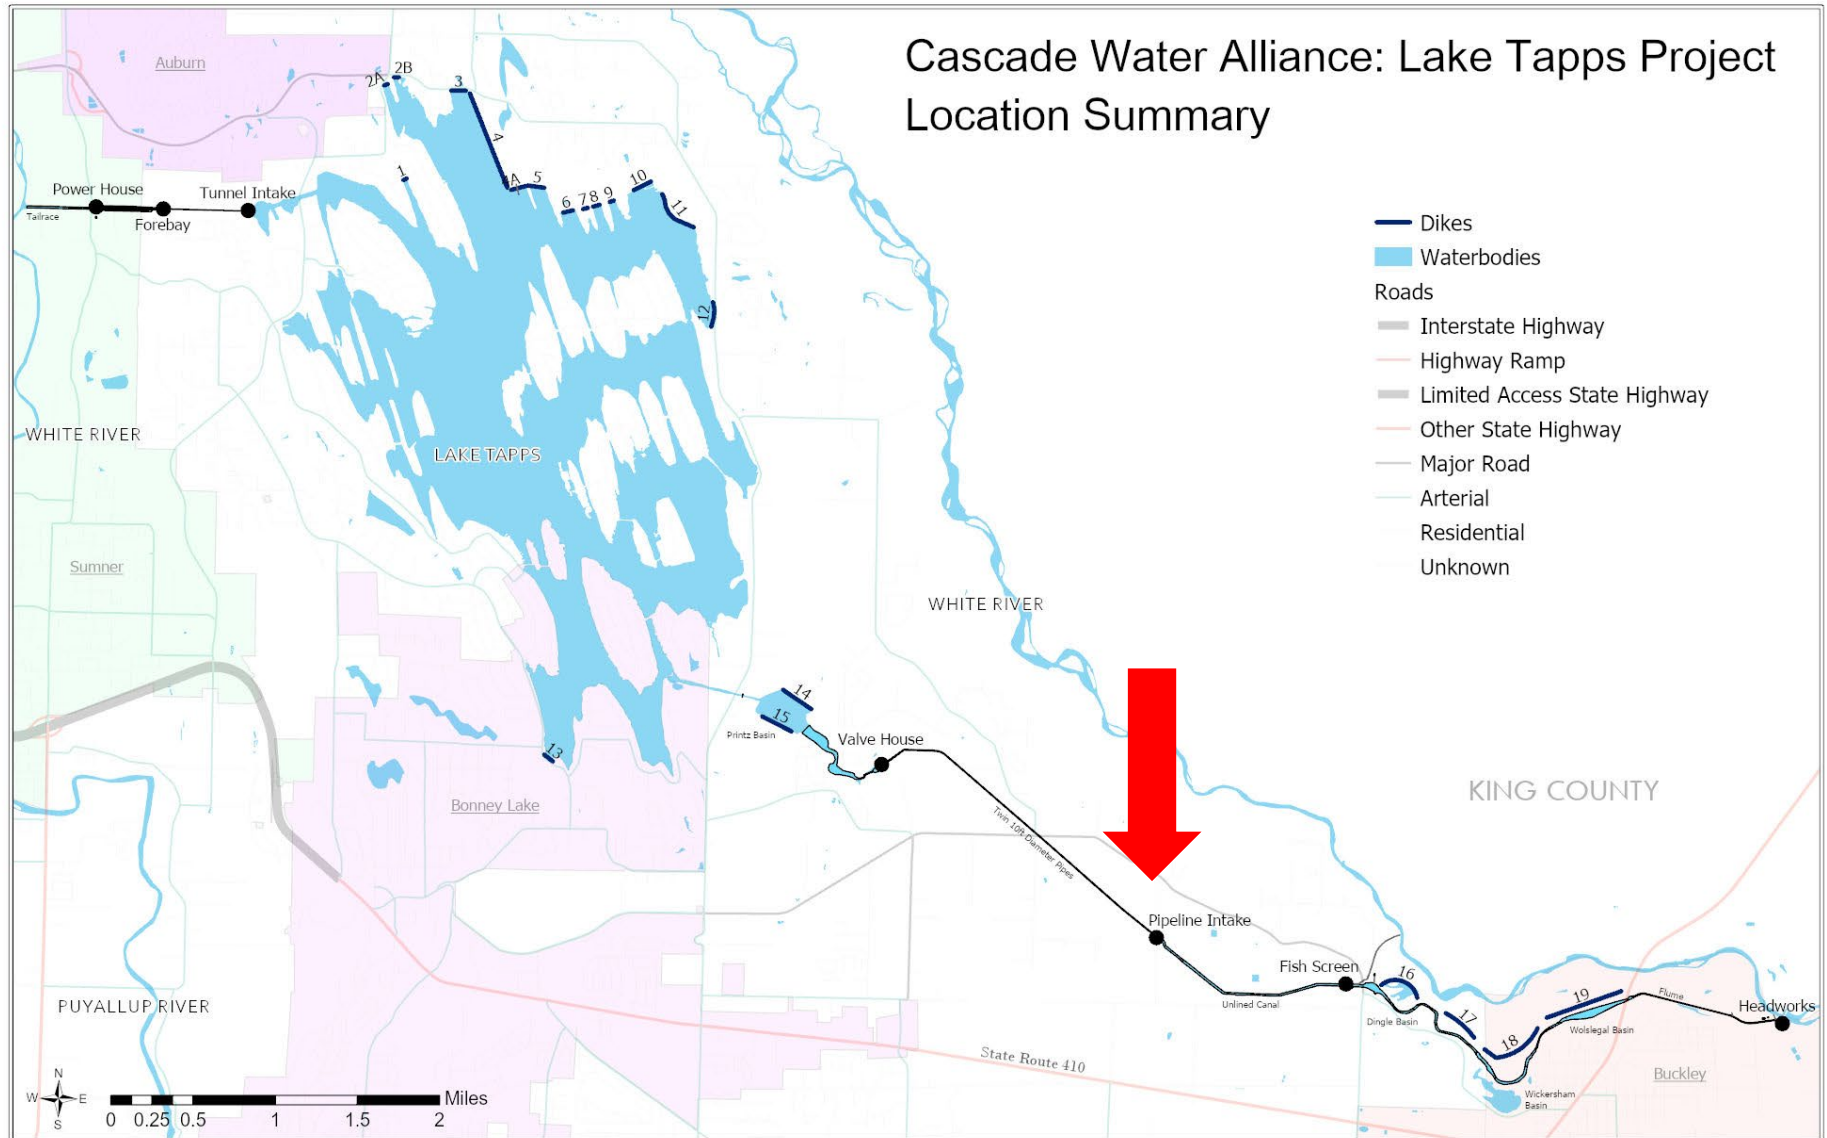 Cascade Water Alliance: Lake Tapps Project
Location Summary
Auburn
2A
2B
3
4
4A
5
1
6
7
8
9
10
11
12
Power House
Tunnel Intake
Tailrace
Forebay
Dikes
Waterbodies
Roads
Interstate Highway
Highway Ramp
Limited Access State Highway
Other State Highway
Major Road
Arterial
Residential
Unknown
WHITE RIVER
LAKE TAPPS
Sumner
WHITE RIVER
14
15
Printz Basin
Valve House
13
Bonney Lake
Twin 10ft Diameter Pipes
KING COUNTY
Pipeline Intake
Fish Screen
16
Unlined Canal
Dingle Basin
17
18
19
Wolslegal Basin
Flume
Headworks
PUYALLUP RIVER
State Route 410
Buckley
Wickersham
Basin
N
W
E
S
0 0.25 0.5 1 1.5 2
Miles